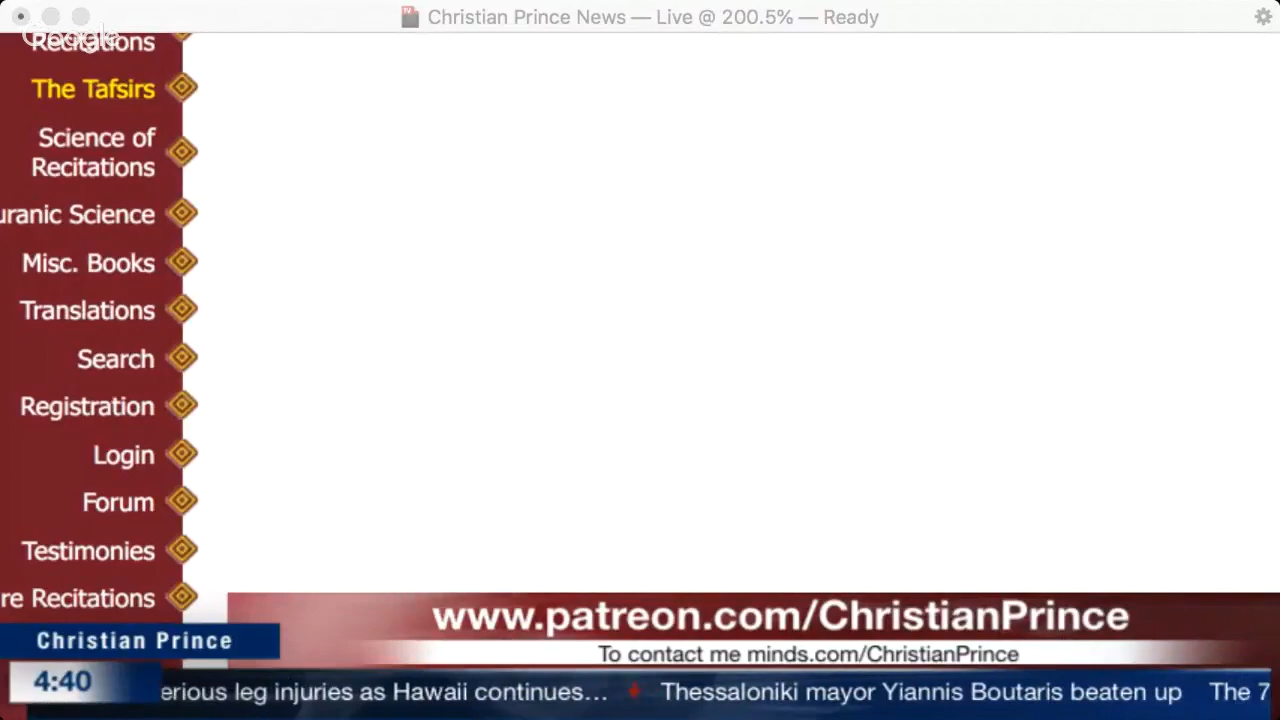 Christian Prince News — Live @ 200.5% — Ready
Google
Recitations
The Tafsirs
Science of
Recitations
uranic Science
Misc. Books
Translations
Search
Registration
Login
Forum
Testimonies
re Recitations
www.patreon.com/ChristianPrince
Christian Prince
To contact me minds.com/ChristianPrince
4:40
erious leg injuries as Hawaii continues... Thessaloniki mayor Yiannis Boutaris beaten up The 7